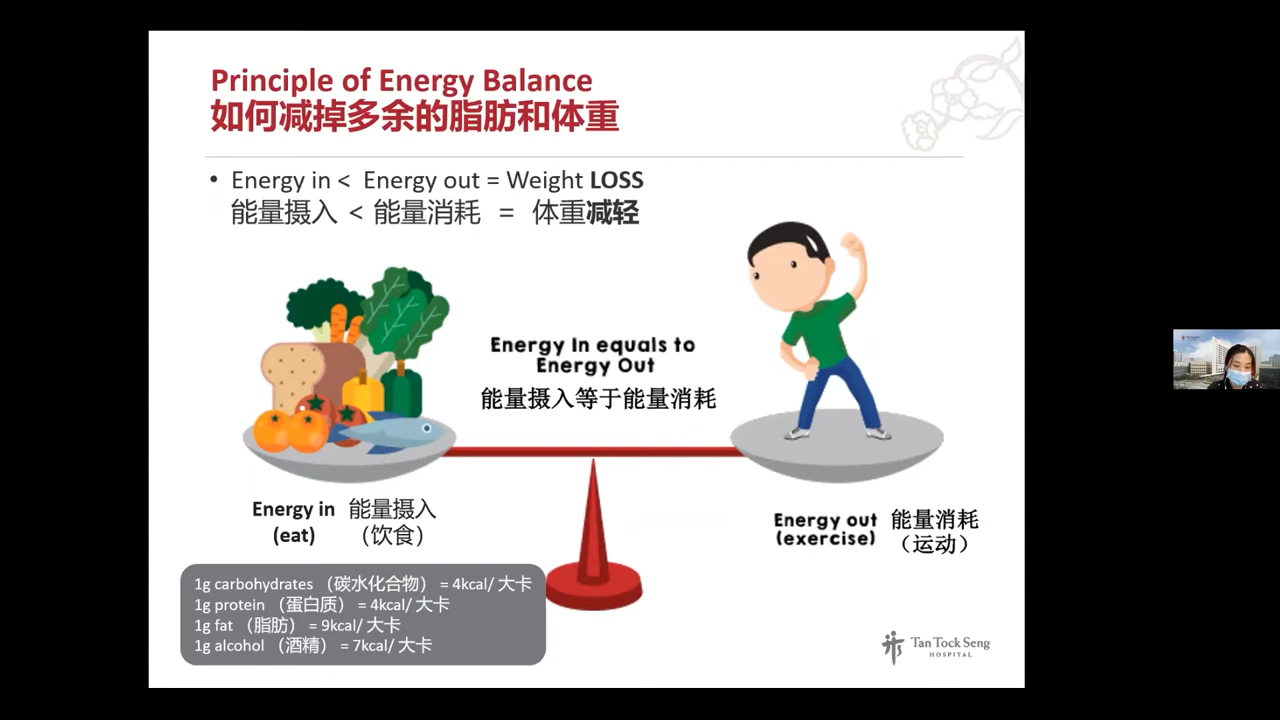 Principle of Energy Balance
如何减掉多余的脂肪和体重
• Energy in < Energy out = Weight LOSS
能量摄入 < 能量消耗 = 体重减轻
Energy In equals to
Energy Out
能量摄入等于能量消耗
Energy in 能量摄入
(eat) （饮食）
Energy out 能量消耗
(exercise) （运动）
1g carbohydrates （碳水化合物） = 4kcal/ 大卡
1g protein （蛋白质） = 4kcal/ 大卡
1g fat （脂肪） = 9kcal/ 大卡
1g alcohol （酒精） = 7kcal/ 大卡
Tan Tock Seng
HOSPITAL